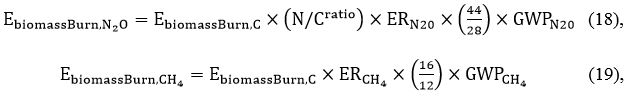 E_biomassBurn,N₂O = E_biomassBurn,C × (N/C^ratio) × ER_N20 × (44/28) × GWP_N20 (18),
E_biomassBurn,CH₄ = E_biomassBurn,C × ER_CH₄ × (16/12) × GWP_CH₄ (19),